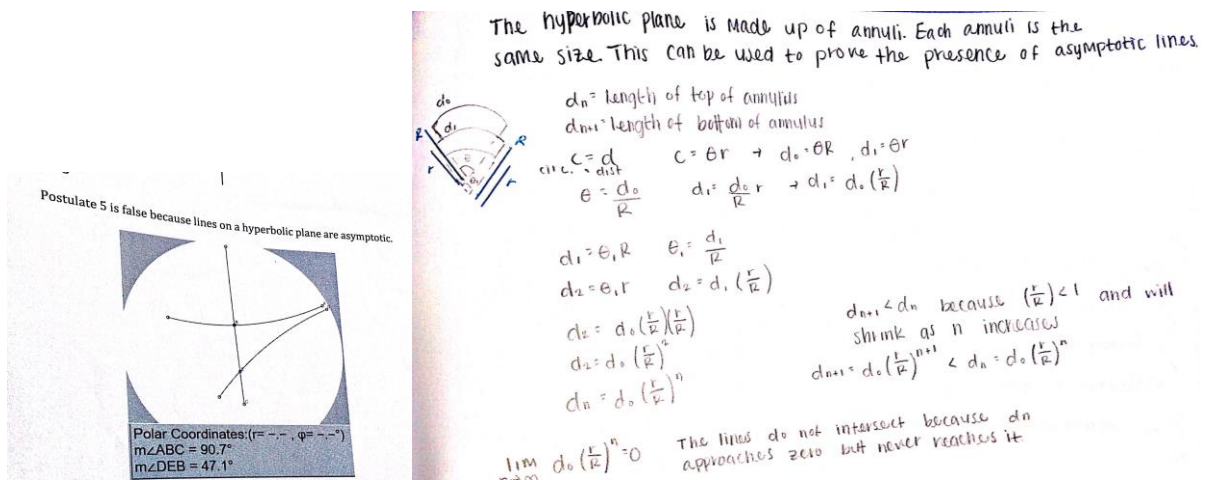 Postulate 5 is false because lines on a hyperbolic plane are asymptotic.
Polar Coordinates:(r= -.- , φ= -.-°)
m∠ABC = 90.7°
m∠DEB = 47.1°
The hyperbolic plane is made up of annuli. Each annuli is the
same size. This can be used to prove the presence of asymptotic lines.
d₀
d₁
R
R
r
r
θ
dn = length of top of annulus
dn+1 = length of bottom of annulus
C = d
circ. dist
C = θr → d₀ = θR , d₁ = θr
θ = d₀/R
d₁ = d₀/R r → d₁ = d₀ (r/R)
d₁ = θ₁R θ₁ = d₁/R
d₂ = θ₁r d₂ = d₁ (r/R)
d₂ = d₀ (r/R)(r/R)
d₂ = d₀ (r/R)²
dn = d₀ (r/R)ⁿ
dn+1 < dn because (r/R) < 1 and will
shrink as n increases
dn+1 = d₀ (r/R)ⁿ⁺¹ < dn = d₀ (r/R)ⁿ
lim d₀ (r/R)ⁿ = 0
The lines do not intersect because dn
approaches zero but never reaches it